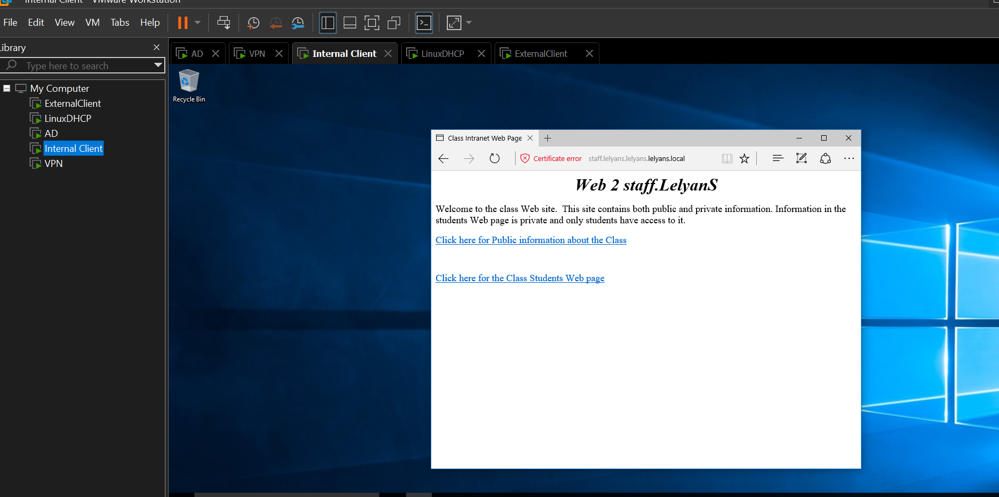 Internal Client - VMware Workstation
File Edit View VM Tabs Help
Library
Type here to search
My Computer
ExternalClient
LinuxDHCP
AD
Internal Client
VPN
AD VPN Internal Client LinuxDHCP ExternalClient
Recycle Bin
Class Intranet Web Page
Certificate error staff.lelyans.lelyans.lelyans.local
Web 2 staff.LelyanS
Welcome to the class Web site. This site contains both public and private information. Information in the
students Web page is private and only students have access to it.
Click here for Public information about the Class
Click here for the Class Students Web page